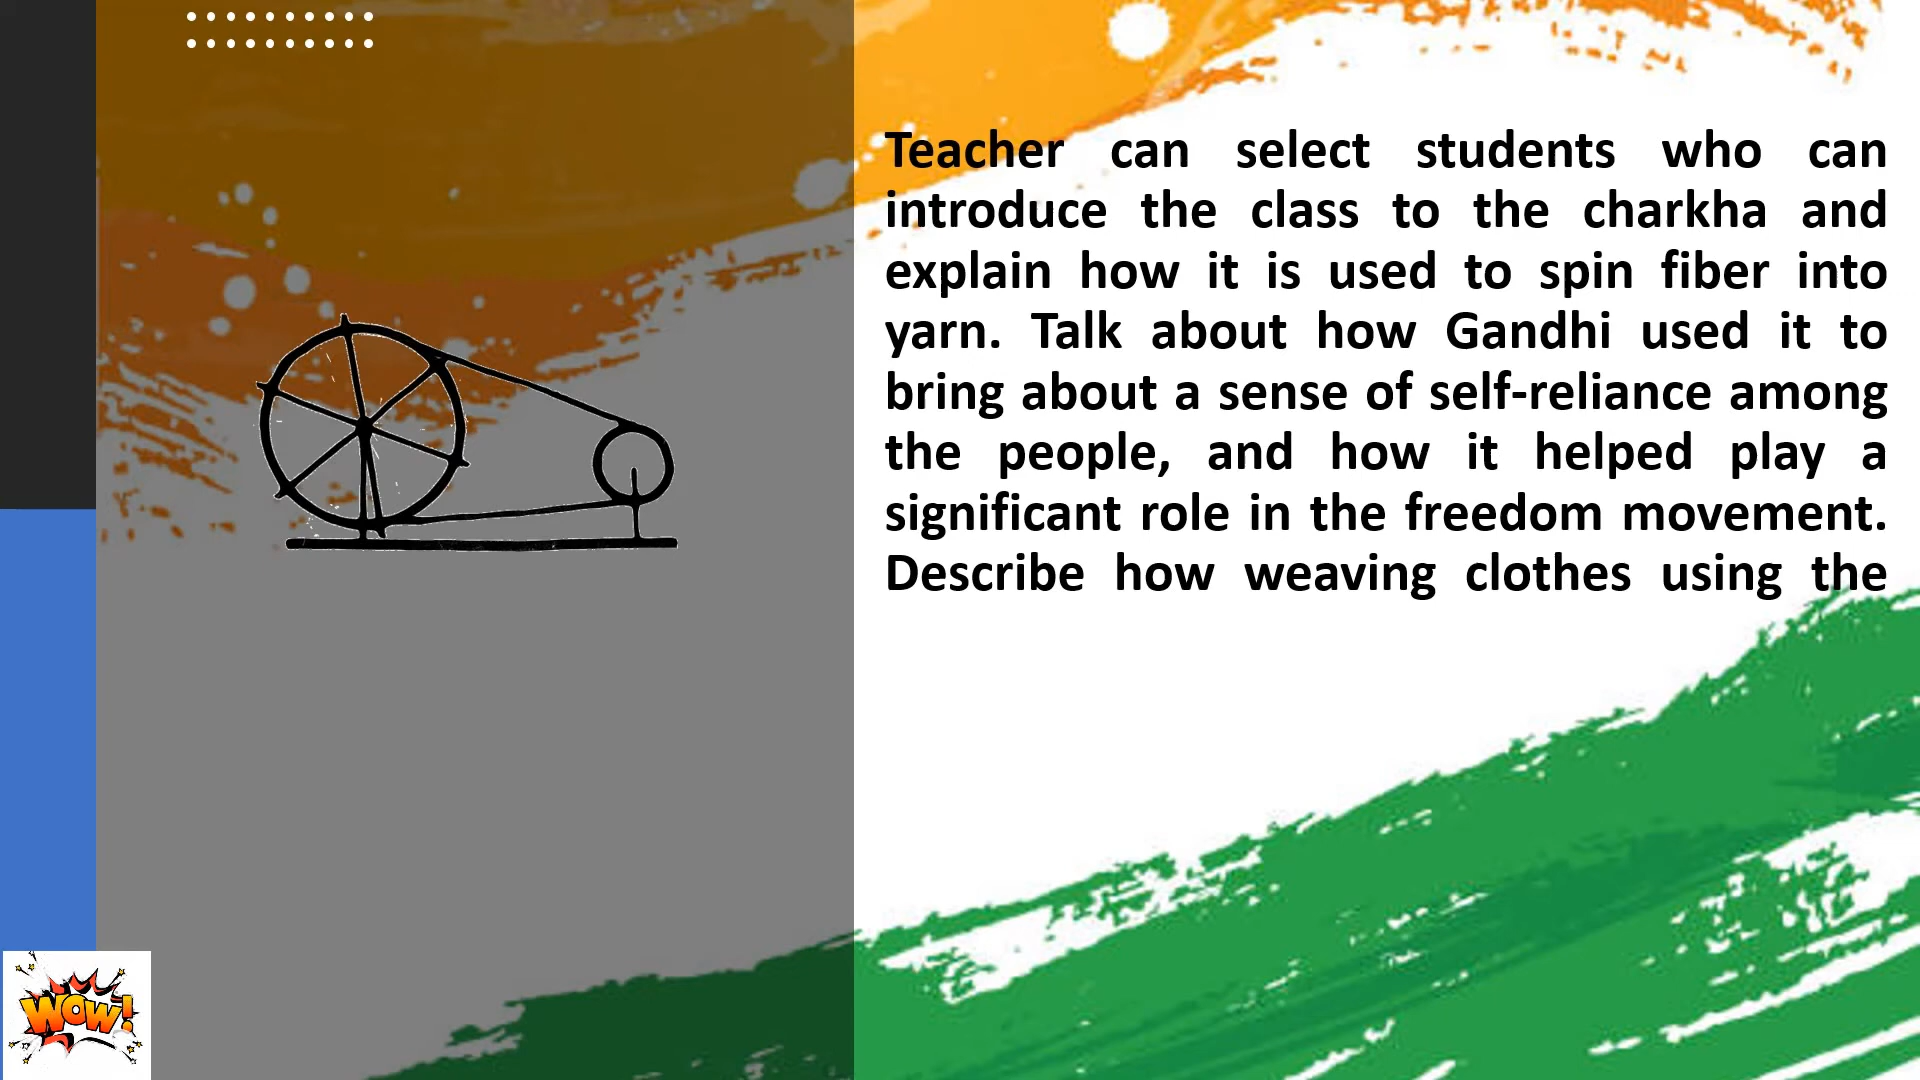 Teacher can select students who can
introduce the class to the charkha and
explain how it is used to spin fiber into
yarn. Talk about how Gandhi used it to
bring about a sense of self-reliance among
the people, and how it helped play a
significant role in the freedom movement.
Describe how weaving clothes using the
WOW!